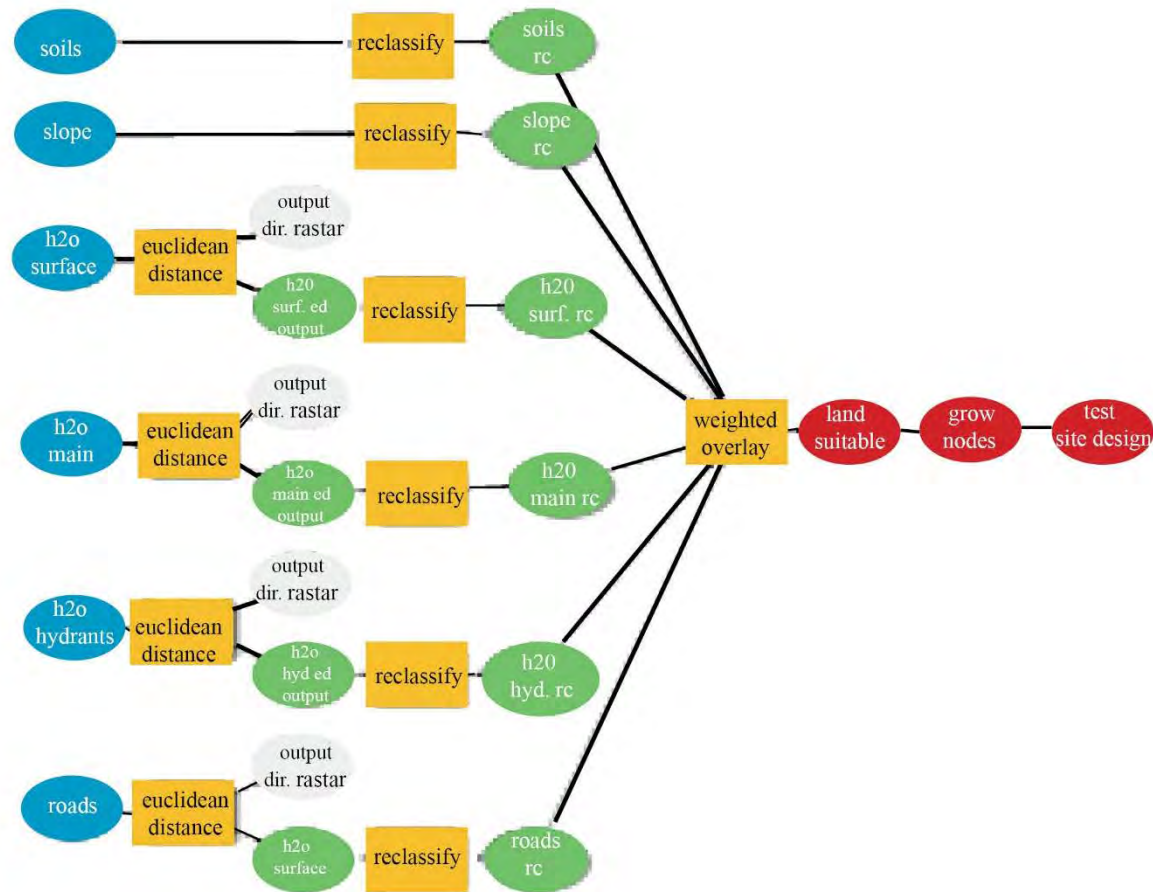 soils
reclassify
soils
rc
slope
reclassify
slope
rc
h2o
surface
euclidean
distance
output
dir. rastar
h20
surf. ed
output
reclassify
h20
surf. rc
h2o
main
euclidean
distance
output
dir. rastar
h2o
main ed
output
reclassify
h20
main rc
h2o
hydrants
euclidean
distance
output
dir. rastar
h2o
hyd ed
output
reclassify
h20
hyd. rc
roads
euclidean
distance
output
dir. rastar
h2o
surface
reclassify
roads
rc
weighted
overlay
land
suitable
grow
nodes
test
site design